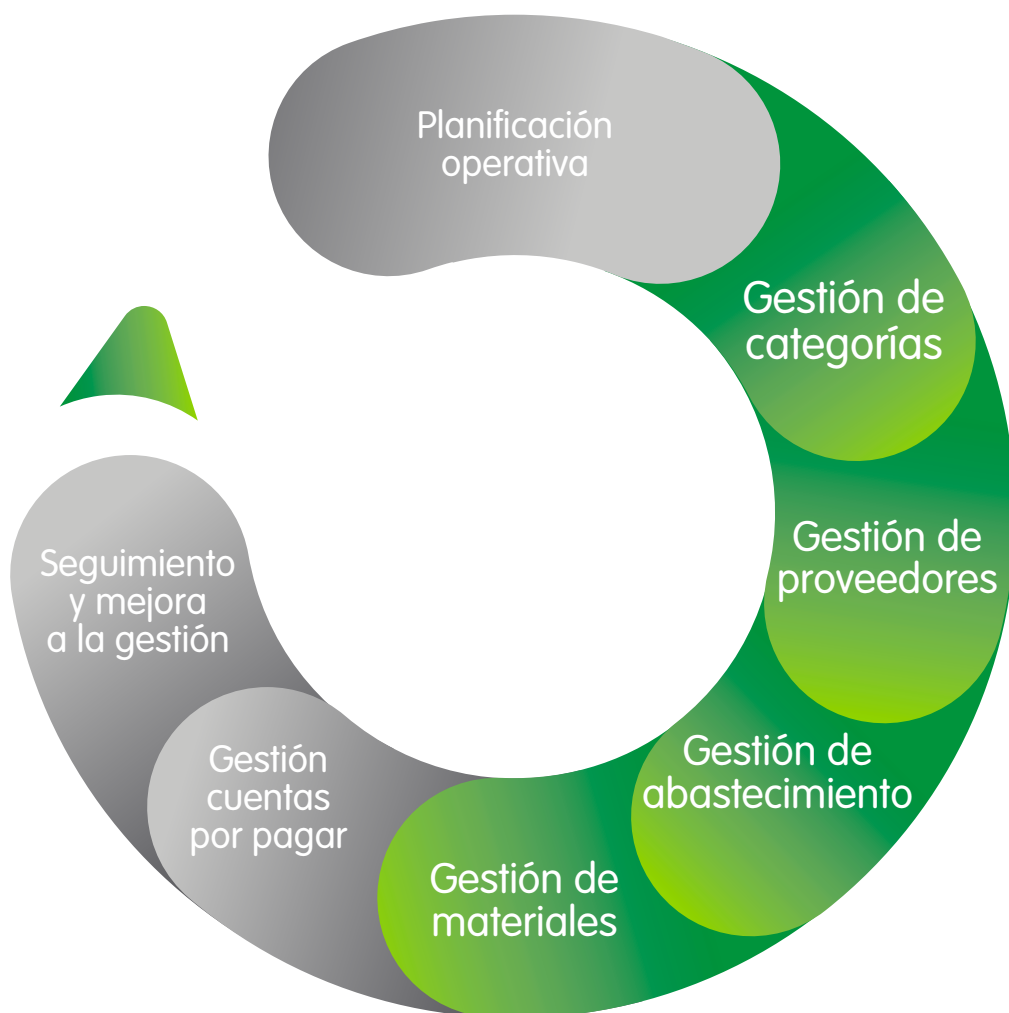 Planificación
operativa
Gestión de
categorías
Gestión de
proveedores
Gestión de
abastecimiento
Gestión de
materiales
Gestión
cuentas
por pagar
Seguimiento
y mejora
a la gestión